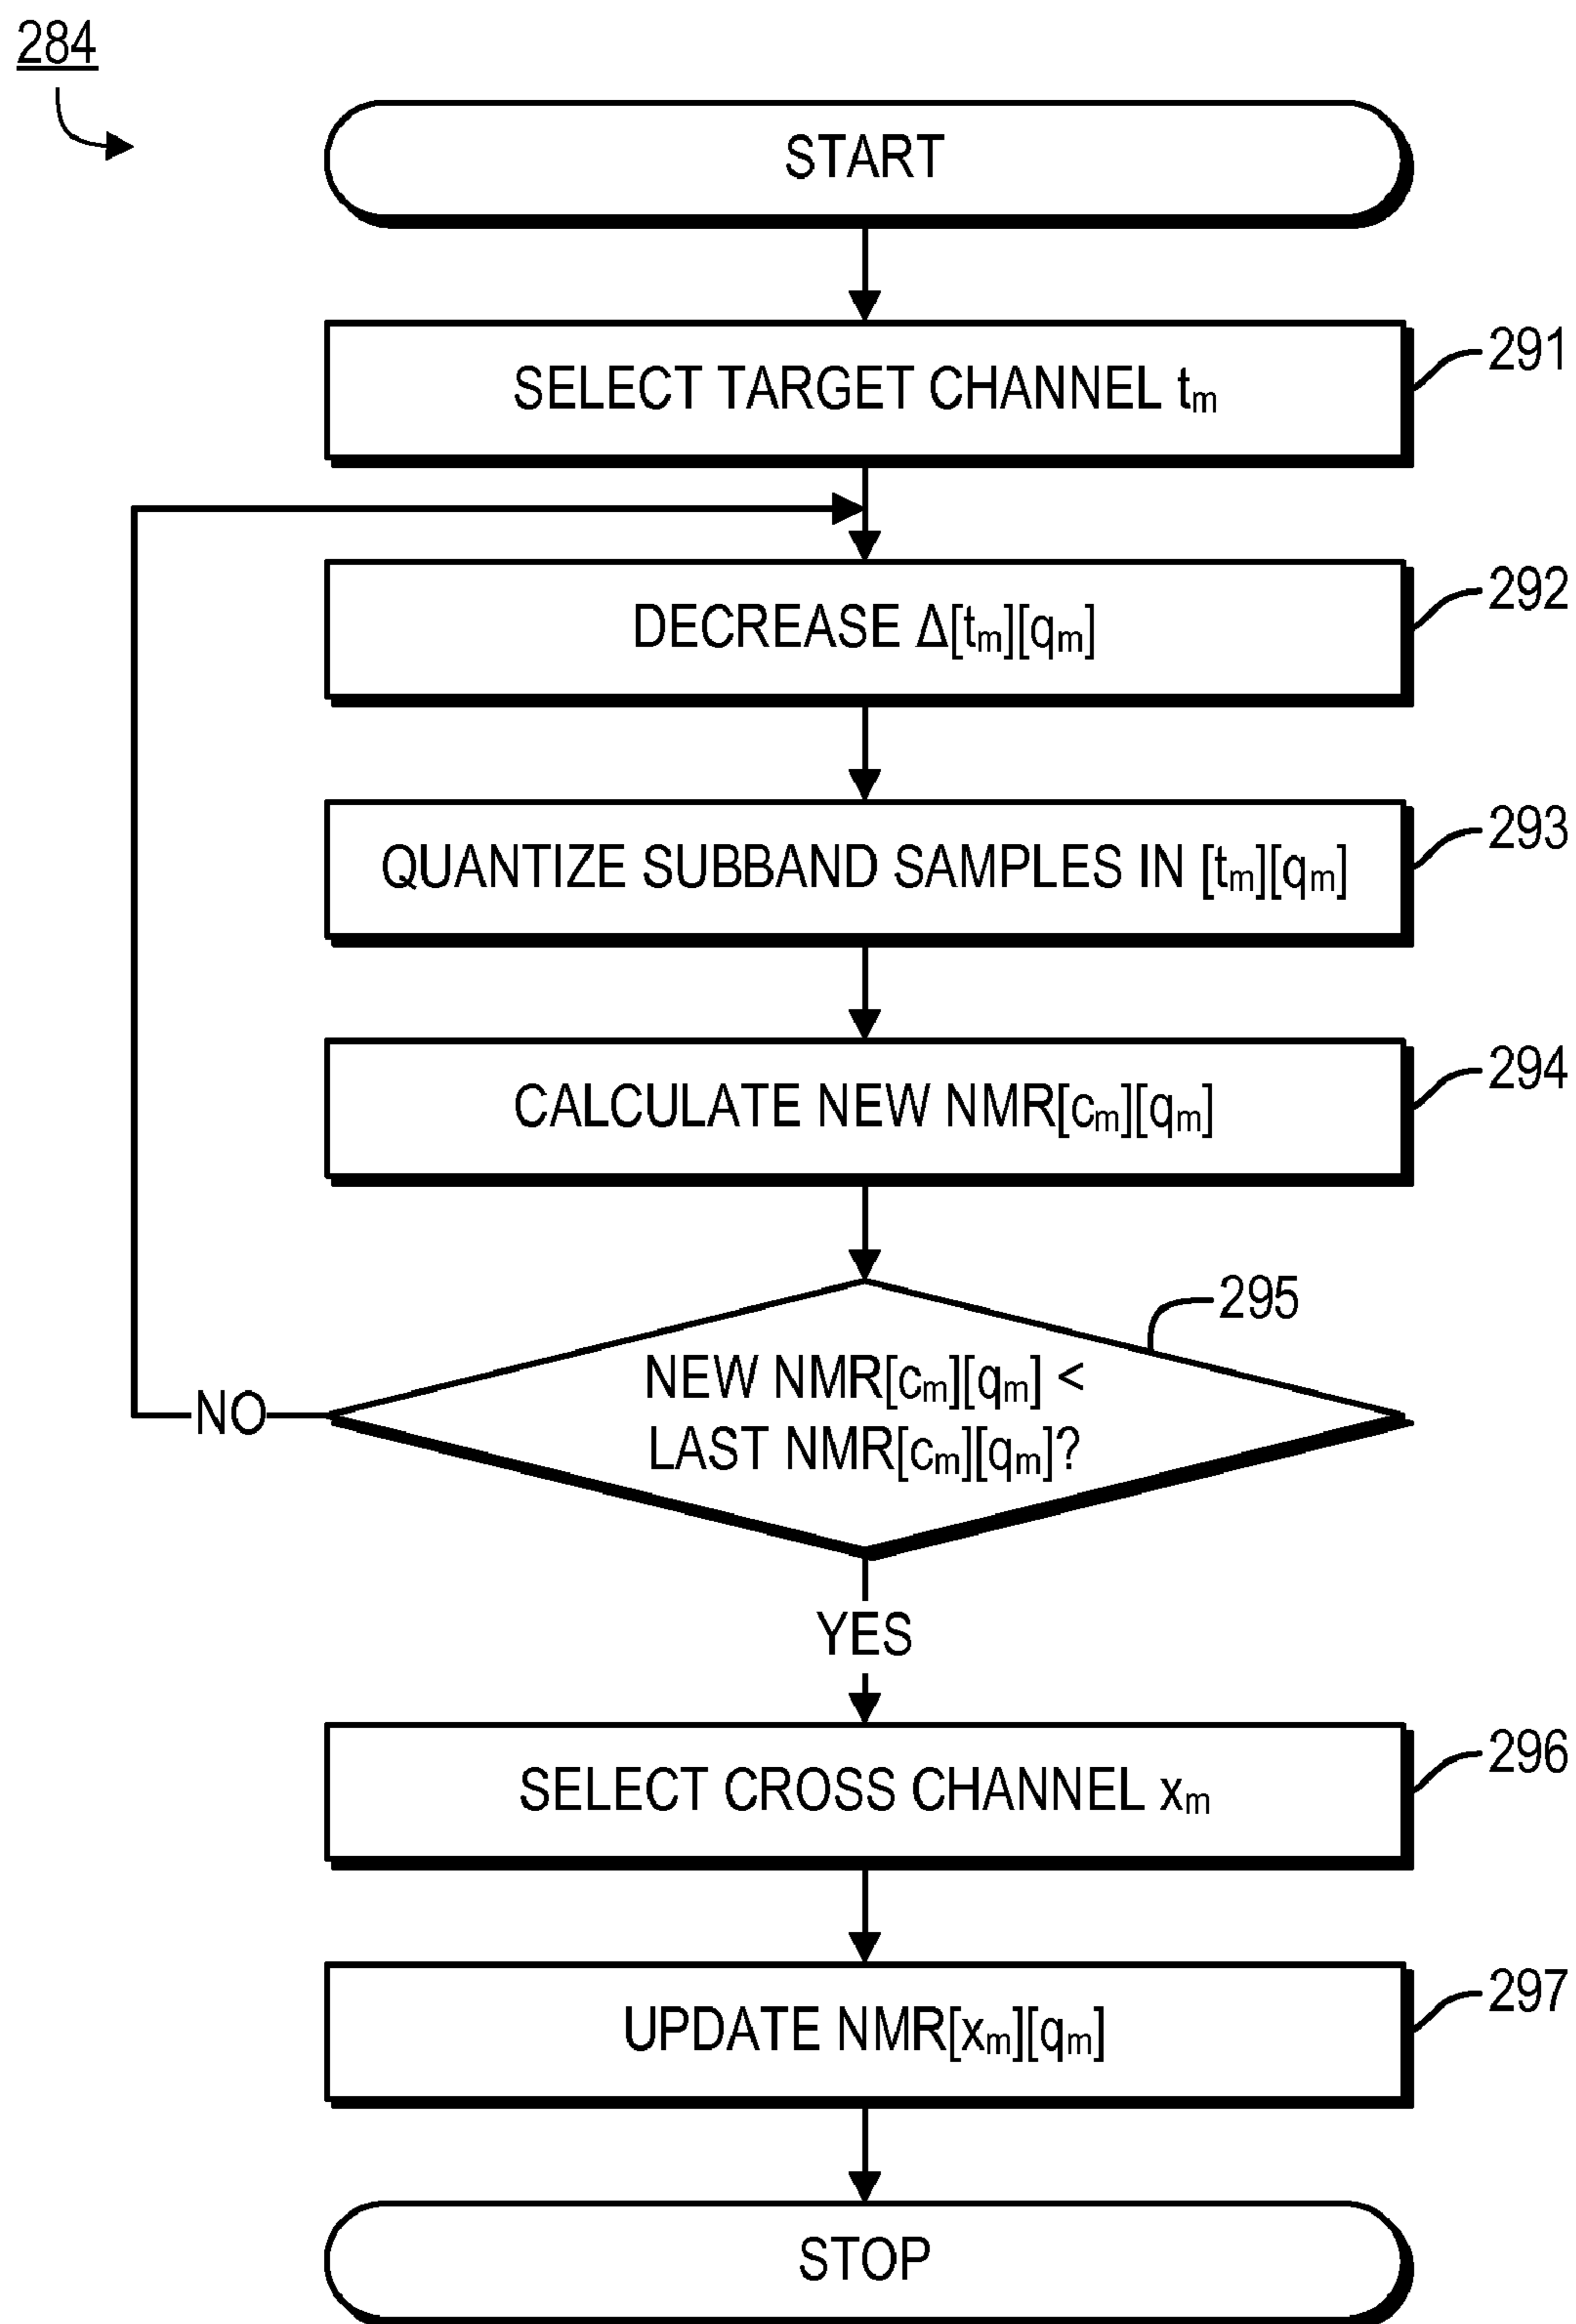 284
START
SELECT TARGET CHANNEL tₘ
291
DECREASE Δ[tₘ][qₘ]
292
QUANTIZE SUBBAND SAMPLES IN [tₘ][qₘ]
293
CALCULATE NEW NMR[cₘ][qₘ]
294
295
NEW NMR[cₘ][qₘ] <
LAST NMR[cₘ][qₘ]?
NO
YES
SELECT CROSS CHANNEL xₘ
296
UPDATE NMR[xₘ][qₘ]
297
STOP